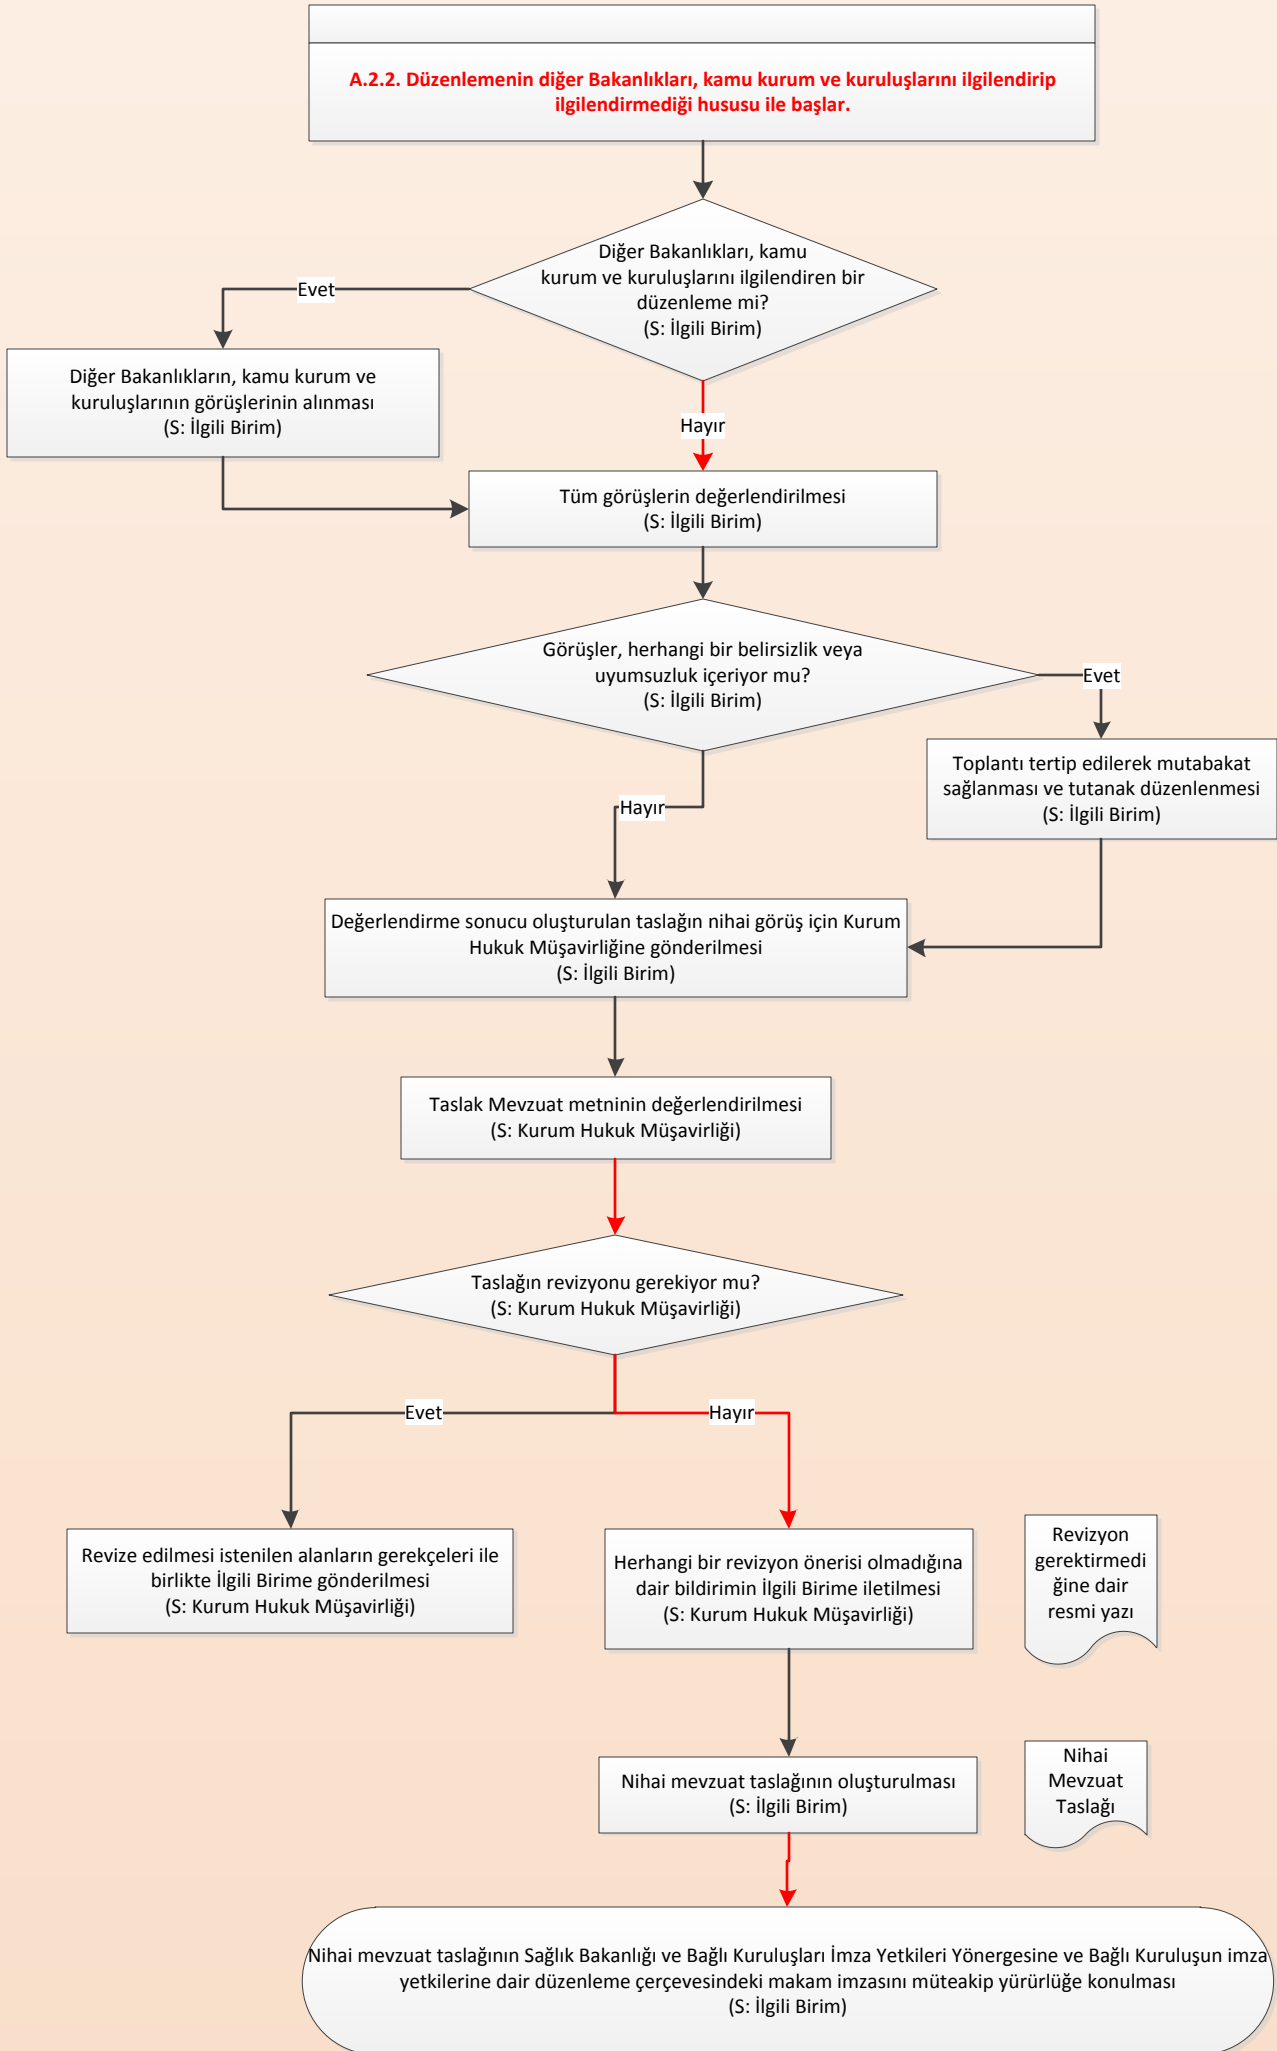 A.2.2. Düzenlemenin diğer Bakanlıkları, kamu kurum ve kuruluşlarını ilgilendirip
ilgilendirmediği hususu ile başlar.
Diğer Bakanlıkları, kamu
kurum ve kuruluşlarını ilgilendiren bir
düzenleme mi?
(S: İlgili Birim)
Evet
Diğer Bakanlıkların, kamu kurum ve
kuruluşlarının görüşlerinin alınması
(S: İlgili Birim)
Hayır
Tüm görüşlerin değerlendirilmesi
(S: İlgili Birim)
Görüşler, herhangi bir belirsizlik veya
uyumsuzluk içeriyor mu?
(S: İlgili Birim)
Evet
Toplantı tertip edilerek mutabakat
sağlanması ve tutanak düzenlenmesi
(S: İlgili Birim)
Hayır
Değerlendirme sonucu oluşturulan taslağın nihai görüş için Kurum
Hukuk Müşavirliğine gönderilmesi
(S: İlgili Birim)
Taslak Mevzuat metninin değerlendirilmesi
(S: Kurum Hukuk Müşavirliği)
Taslağın revizyonu gerekiyor mu?
(S: Kurum Hukuk Müşavirliği)
Evet
Hayır
Revize edilmesi istenilen alanların gerekçeleri ile
birlikte İlgili Birime gönderilmesi
(S: Kurum Hukuk Müşavirliği)
Herhangi bir revizyon önerisi olmadığına
dair bildirimin İlgili Birime iletilmesi
(S: Kurum Hukuk Müşavirliği)
Revizyon
gerektirmedi
ğine dair
resmi yazı
Nihai mevzuat taslağının oluşturulması
(S: İlgili Birim)
Nihai
Mevzuat
Taslağı
Nihai mevzuat taslağının Sağlık Bakanlığı ve Bağlı Kuruluşları İmza Yetkileri Yönergesine ve Bağlı Kuruluşun imza
yetkilerine dair düzenleme çerçevesindeki makam imzasını müteakip yürürlüğe konulması
(S: İlgili Birim)